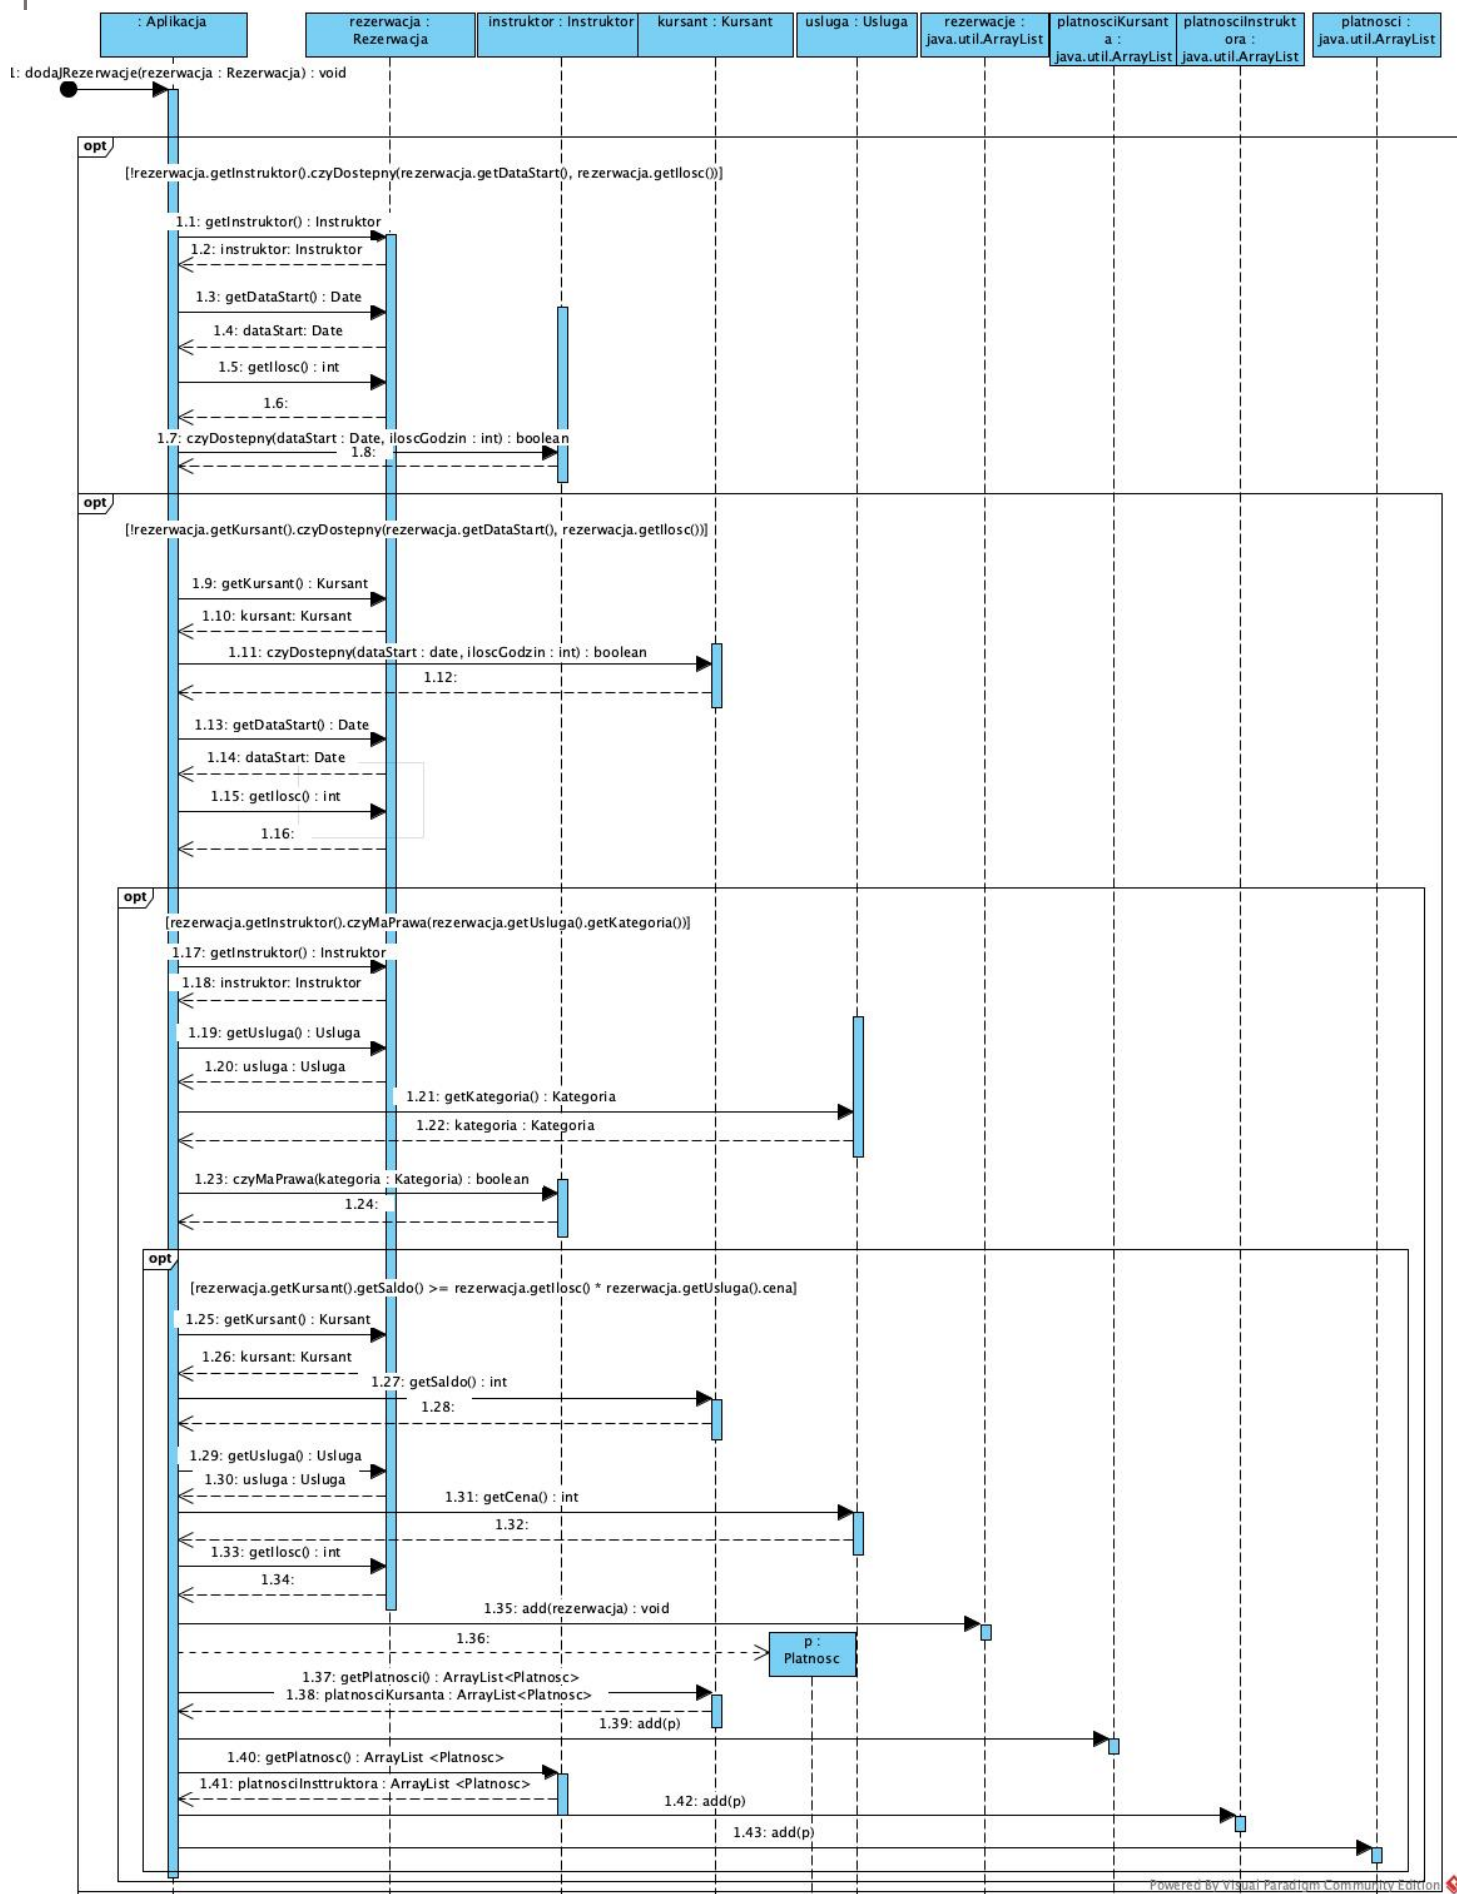 : Aplikacja
rezerwacja :
Rezerwacja
instruktor : Instruktor
kursant : Kursant
usluga : Usluga
rezerwacje :
java.util.ArrayList
platnosciKursant
a :
java.util.ArrayList
platnosciInstrukt
ora :
java.util.ArrayList
platnosci :
java.util.ArrayList
1: dodajRezerwacje(rezerwacja : Rezerwacja) : void
opt
[!rezerwacja.getInstruktor().czyDostepny(rezerwacja.getDataStart(), rezerwacja.getIlosc())]
1.1: getInstruktor() : Instruktor
1.2: instruktor: Instruktor
1.3: getDataStart() : Date
1.4: dataStart: Date
1.5: getIlosc() : int
1.6:
1.7: czyDostepny(dataStart : Date, iloscGodzin : int) : boolean
1.8:
opt
[!rezerwacja.getKursant().czyDostepny(rezerwacja.getDataStart(), rezerwacja.getIlosc())]
1.9: getKursant() : Kursant
1.10: kursant: Kursant
1.11: czyDostepny(dataStart : date, iloscGodzin : int) : boolean
1.12:
1.13: getDataStart() : Date
1.14: dataStart: Date
1.15: getIlosc() : int
1.16:
opt
[rezerwacja.getInstruktor().czyMaPrawa(rezerwacja.getUsluga().getKategoria())]
1.17: getInstruktor() : Instruktor
1.18: instruktor: Instruktor
1.19: getUsluga() : Usluga
1.20: usluga : Usluga
1.21: getKategoria() : Kategoria
1.22: kategoria : Kategoria
1.23: czyMaPrawa(kategoria : Kategoria) : boolean
1.24:
opt
[rezerwacja.getKursant().getSaldo() >= rezerwacja.getIlosc() * rezerwacja.getUsluga().cena]
1.25: getKursant() : Kursant
1.26: kursant: Kursant
1.27: getSaldo() : int
1.28:
1.29: getUsluga() : Usluga
1.30: usluga : Usluga
1.31: getCena() : int
1.32:
1.33: getIlosc() : int
1.34:
1.35: add(rezerwacja) : void
1.36:
p :
Platnosc
1.37: getPlatnosci() : ArrayList<Platnosc>
1.38: platnosciKursanta : ArrayList<Platnosc>
1.39: add(p)
1.40: getPlatnosc() : ArrayList <Platnosc>
1.41: platnosciInsttruktora : ArrayList <Platnosc>
1.42: add(p)
1.43: add(p)
Powered By Visual Paradigm Community Edition